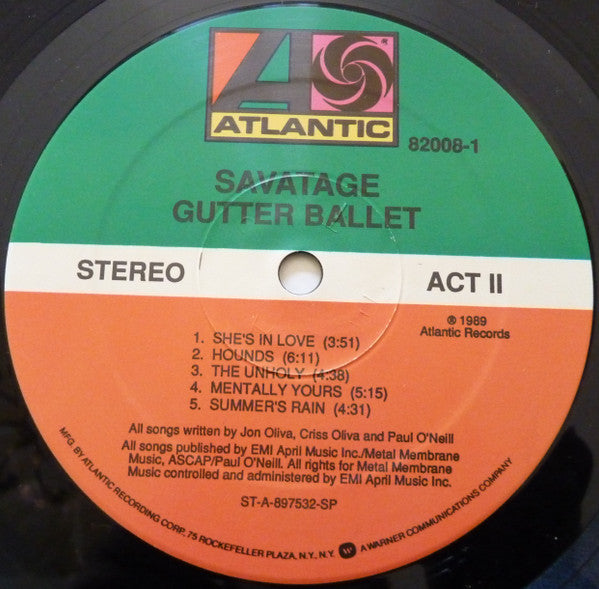 ATLANTIC ®
82008-1
SAVATAGE
GUTTER BALLET
STEREO
ACT II
℗ 1989
Atlantic Records
1. SHE'S IN LOVE (3:51)
2. HOUNDS (6:11)
3. THE UNHOLY (4:38)
4. MENTALLY YOURS (5:15)
5. SUMMER'S RAIN (4:31)
All songs written by Jon Oliva, Criss Oliva and Paul O'Neill
All songs published by EMI April Music Inc./Metal Membrane
Music, ASCAP/Paul O'Neill. All rights for Metal Membrane
Music controlled and administered by EMI April Music Inc.
ST-A-897532-SP
MFG. BY ATLANTIC RECORDING CORP., 75 ROCKEFELLER PLAZA, N.Y., N.Y. W A WARNER COMMUNICATIONS COMPANY